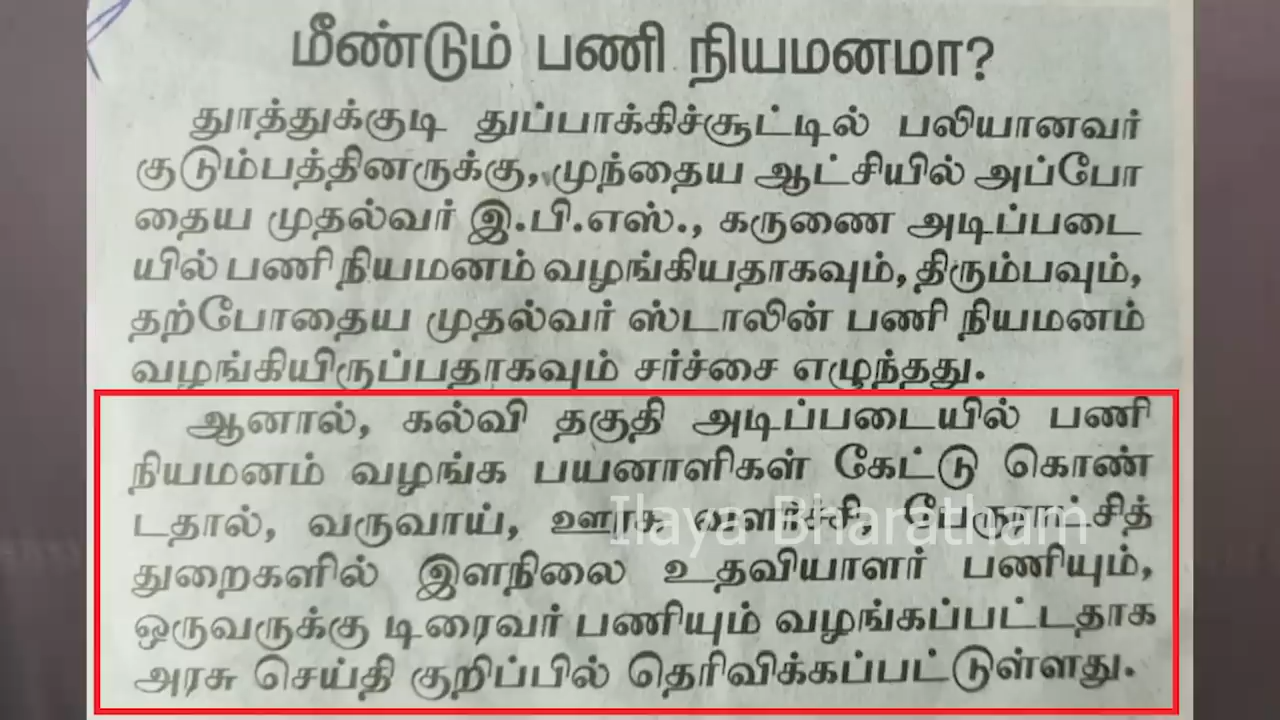 மீண்டும் பணி நியமனமா?
தூத்துக்குடி துப்பாக்கிச்சூட்டில் பலியானவர்
குடும்பத்தினருக்கு, முந்தைய ஆட்சியில் அப்போ
தைய முதல்வர் இ.பி.எஸ்., கருணை அடிப்படை
யில் பணி நியமனம் வழங்கியதாகவும், திரும்பவும்,
தற்போதைய முதல்வர் ஸ்டாலின் பணி நியமனம்
வழங்கியிருப்பதாகவும் சர்ச்சை எழுந்தது.
ஆனால், கல்வி தகுதி அடிப்படையில் பணி
நியமனம் வழங்க பயனாளிகள் கேட்டு கொண்
டதால், வருவாய், ஊரக வளர்ச்சி, பேரூராட்சித்
துறைகளில் இளநிலை உதவியாளர் பணியும்,
ஒருவருக்கு டிரைவர் பணியும் வழங்கப்பட்டதாக
அரசு செய்தி குறிப்பில் தெரிவிக்கப்பட்டுள்ளது.
Ilaya Bharatham